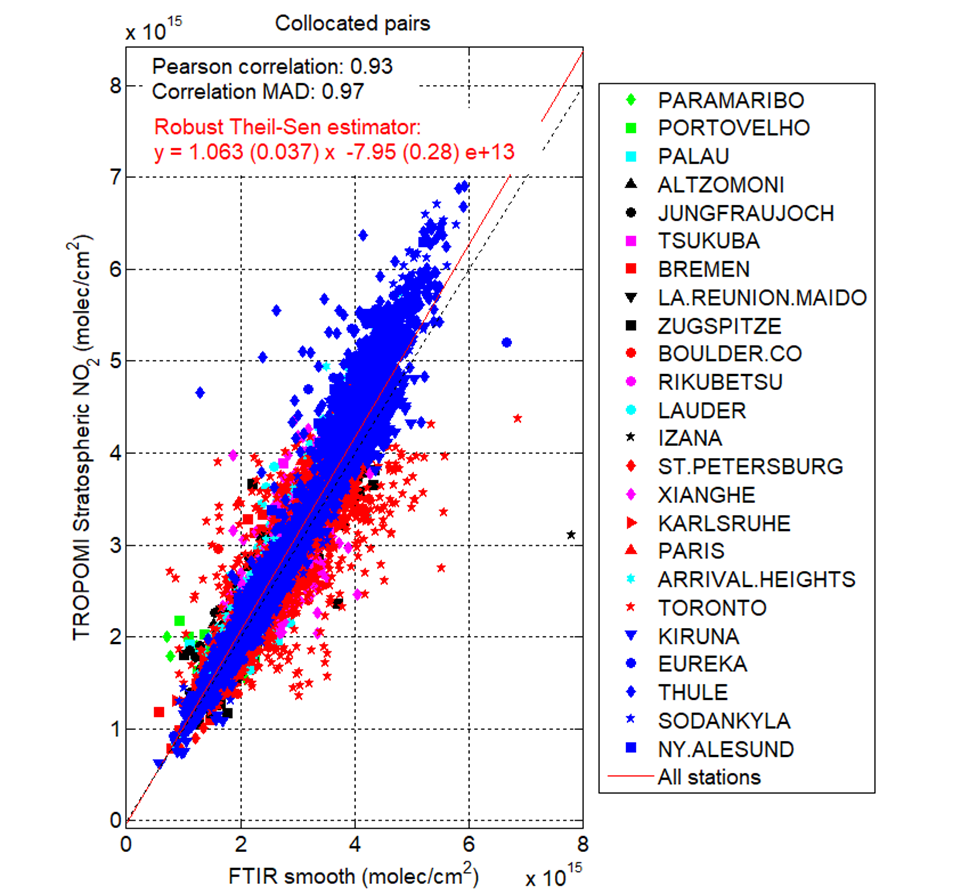 Collocated pairs
x 10^15
Pearson correlation: 0.93
Correlation MAD: 0.97
Robust Theil-Sen estimator:
y = 1.063 (0.037) x -7.95 (0.28) e+13
8
7
6
5
4
3
2
1
0
TROPOMI Stratospheric NO₂ (molec/cm²)
0 2 4 6 8
FTIR smooth (molec/cm²)
x 10^15
PARAMARIBO
PORTOVELHO
PALAU
ALTZOMONI
JUNGFRAUJOCH
TSUKUBA
BREMEN
LA.REUNION.MAIDO
ZUGSPITZE
BOULDER.CO
RIKUBETSU
LAUDER
IZANA
ST.PETERSBURG
XIANGHE
KARLSRUHE
PARIS
ARRIVAL.HEIGHTS
TORONTO
KIRUNA
EUREKA
THULE
SODANKYLA
NY.ALESUND
All stations